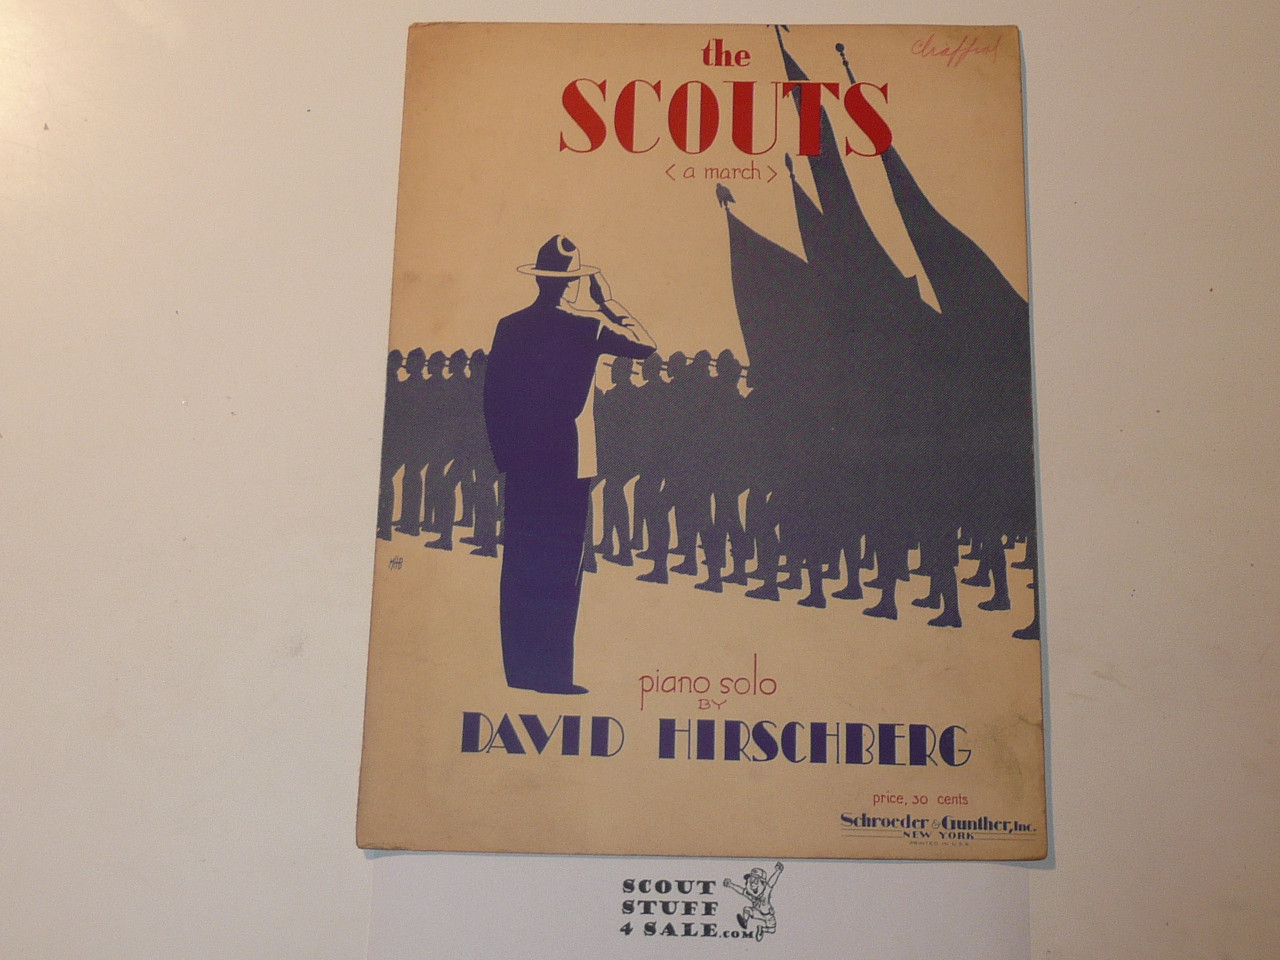 the
SCOUTS
< a march >
piano solo
BY
DAVID HIRSCHBERG
price, 30 cents
Schroeder & Gunther, Inc.
NEW YORK
PRINTED IN U.S.A.
SCOUT
STUFF
4 SALE.COM